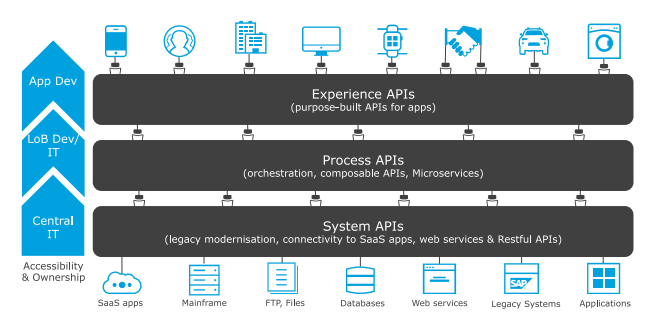 App Dev
Experience APIs
(purpose-built APIs for apps)
LoB Dev/
IT
Process APIs
(orchestration, composable APIs, Microservices)
Central
IT
System APIs
(legacy modernisation, connectivity to SaaS apps, web services & Restful APIs)
Accessibility
& Ownership
SAP
SaaS apps
Mainframe
FTP, Files
Databases
Web services
Legacy Systems
Applications